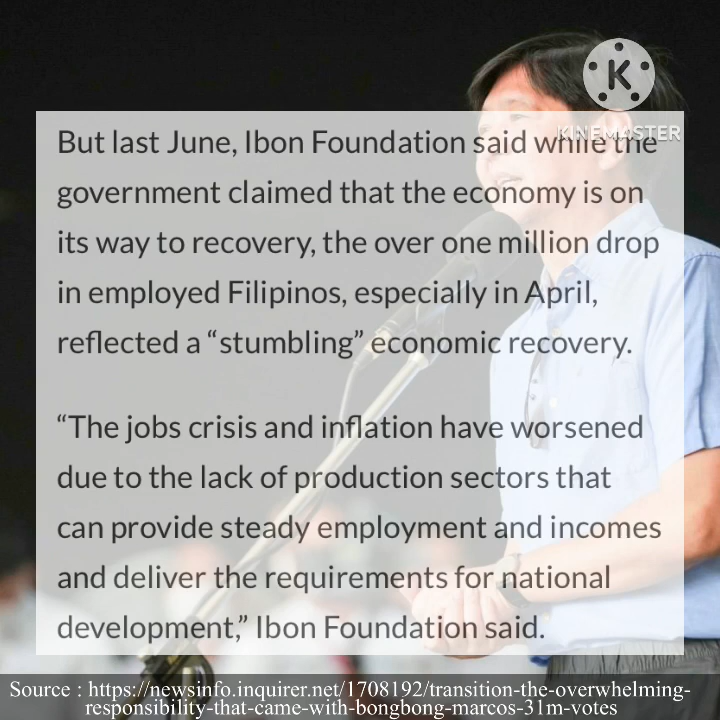 K
KINEMASTER
But last June, Ibon Foundation said while the
government claimed that the economy is on
its way to recovery, the over one million drop
in employed Filipinos, especially in April,
reflected a “stumbling” economic recovery.
“The jobs crisis and inflation have worsened
due to the lack of production sectors that
can provide steady employment and incomes
and deliver the requirements for national
development,” Ibon Foundation said.
Source : https://newsinfo.inquirer.net/1708192/transition-the-overwhelming-
responsibility-that-came-with-bongbong-marcos-31m-votes